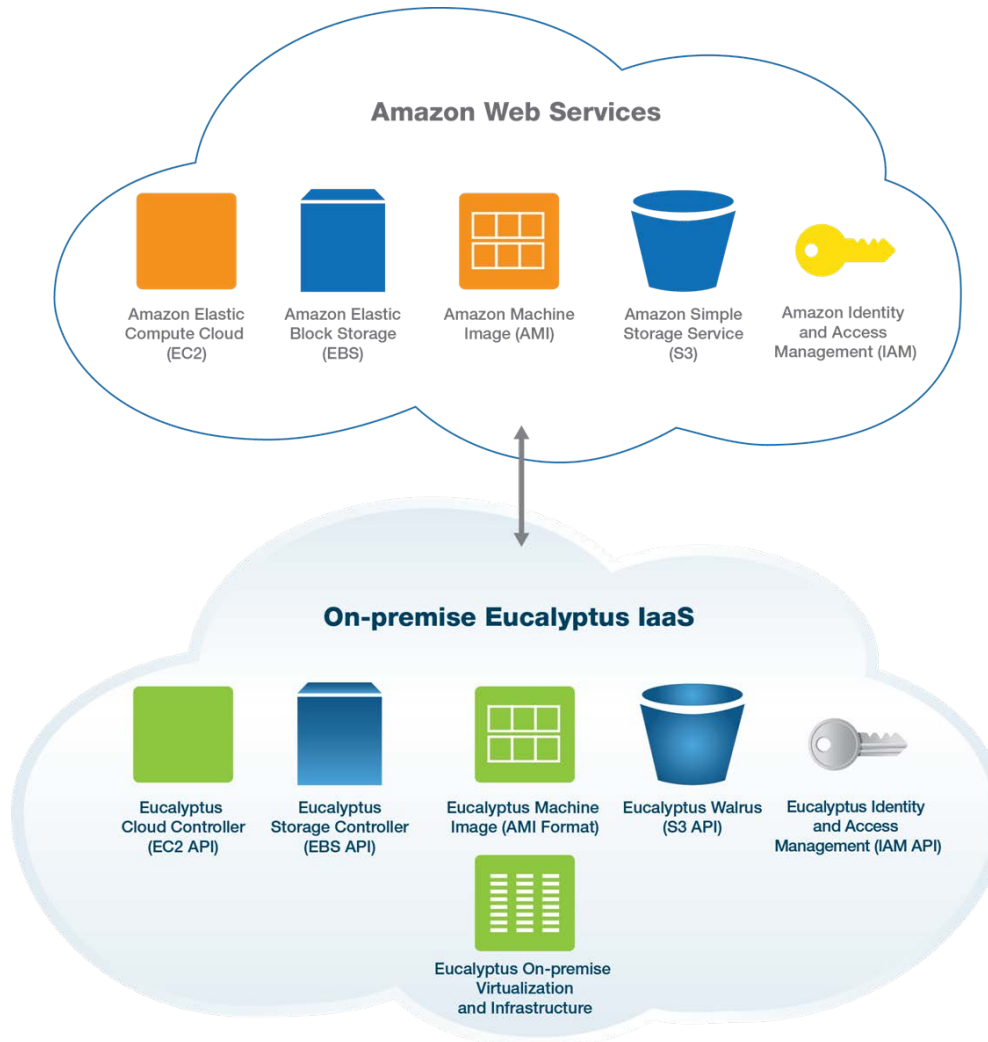 Amazon Web Services
Amazon Elastic
Compute Cloud
(EC2)
Amazon Elastic
Block Storage
(EBS)
Amazon Machine
Image (AMI)
Amazon Simple
Storage Service
(S3)
Amazon Identity
and Access
Management (IAM)
On-premise Eucalyptus IaaS
Eucalyptus
Cloud Controller
(EC2 API)
Eucalyptus
Storage Controller
(EBS API)
Eucalyptus Machine
Image (AMI Format)
Eucalyptus Walrus
(S3 API)
Eucalyptus Identity
and Access
Management (IAM API)
Eucalyptus On-premise
Virtualization
and Infrastructure